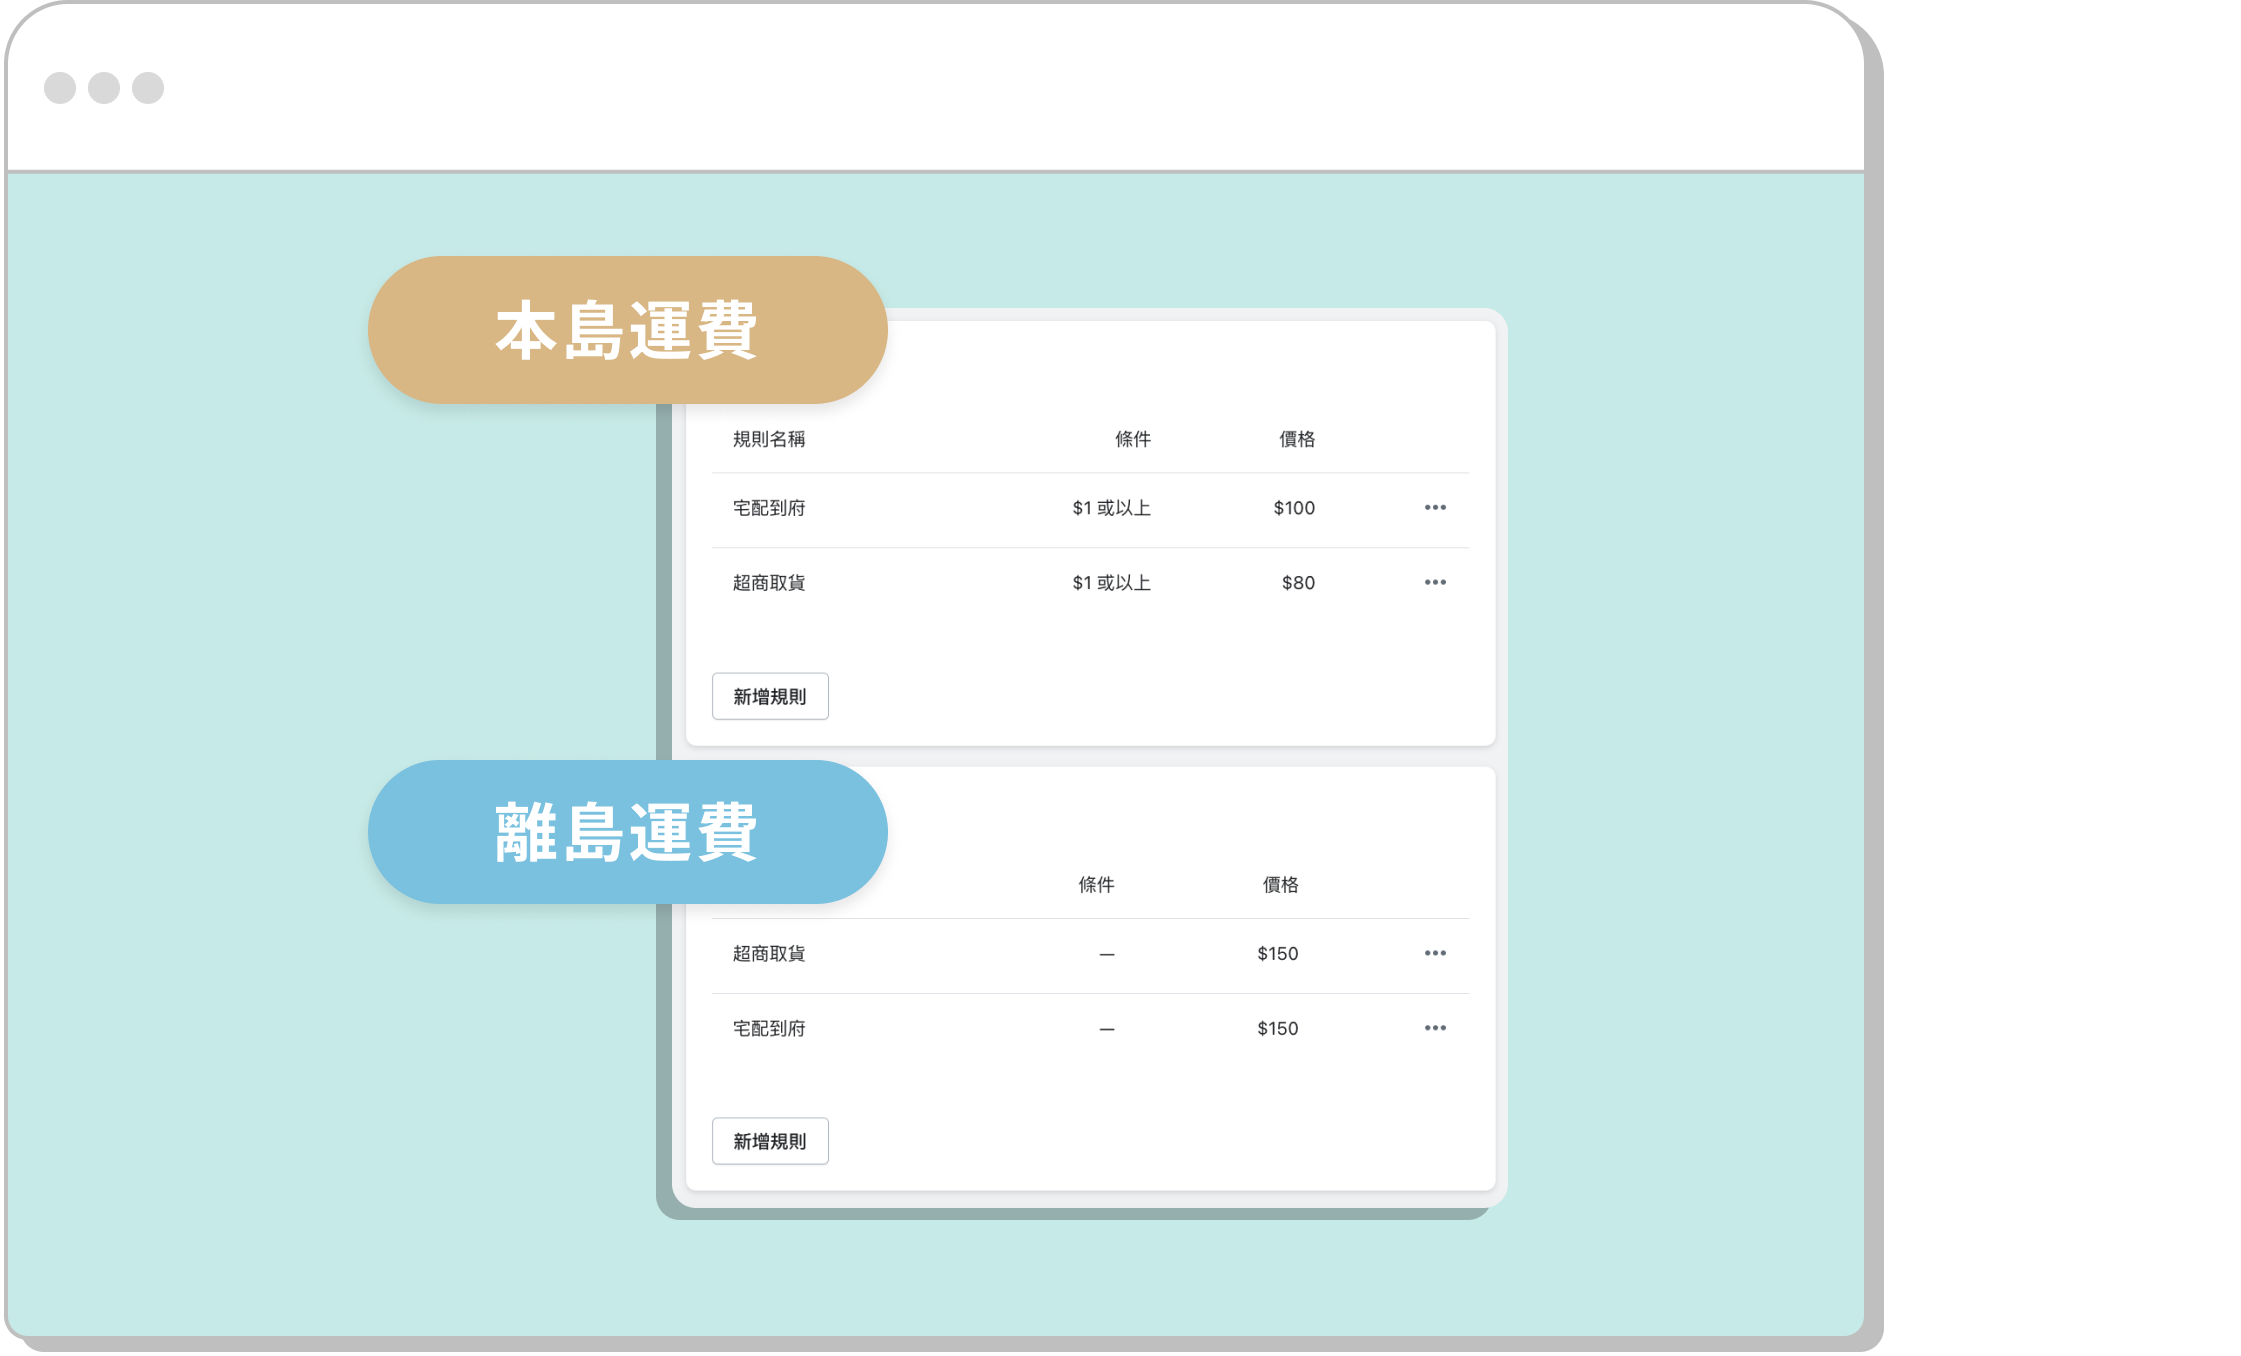 本島運費
規則名稱 條件 價格
宅配到府 $1 或以上 $100
超商取貨 $1 或以上 $80
新增規則
離島運費
條件 價格
超商取貨 — $150
宅配到府 — $150
新增規則